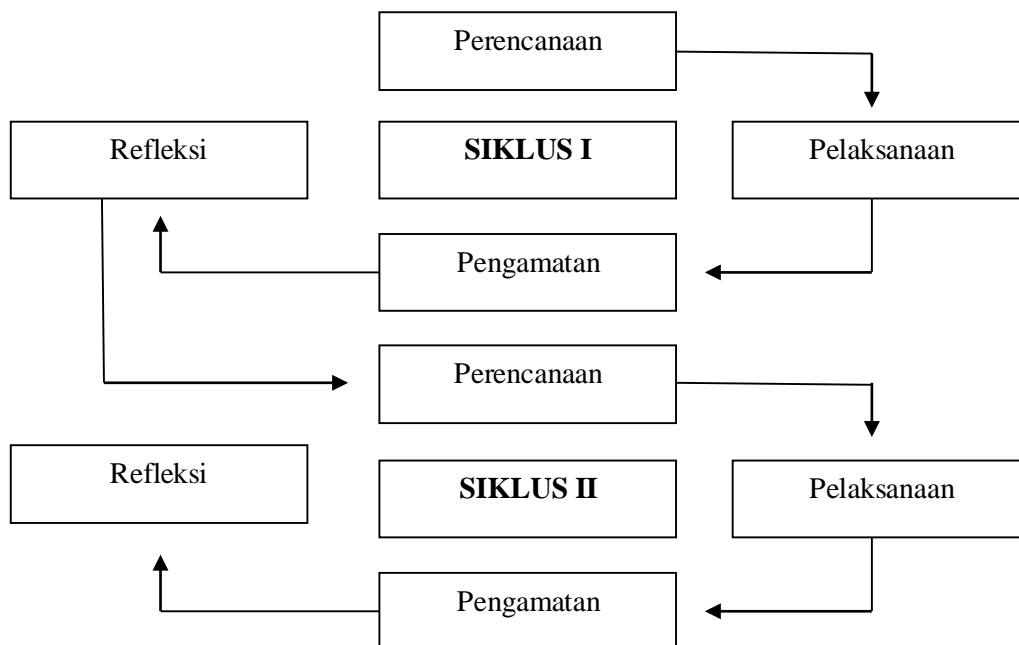 Perencanaan
Refleksi
SIKLUS I
Pelaksanaan
Pengamatan
Perencanaan
Refleksi
SIKLUS II
Pelaksanaan
Pengamatan